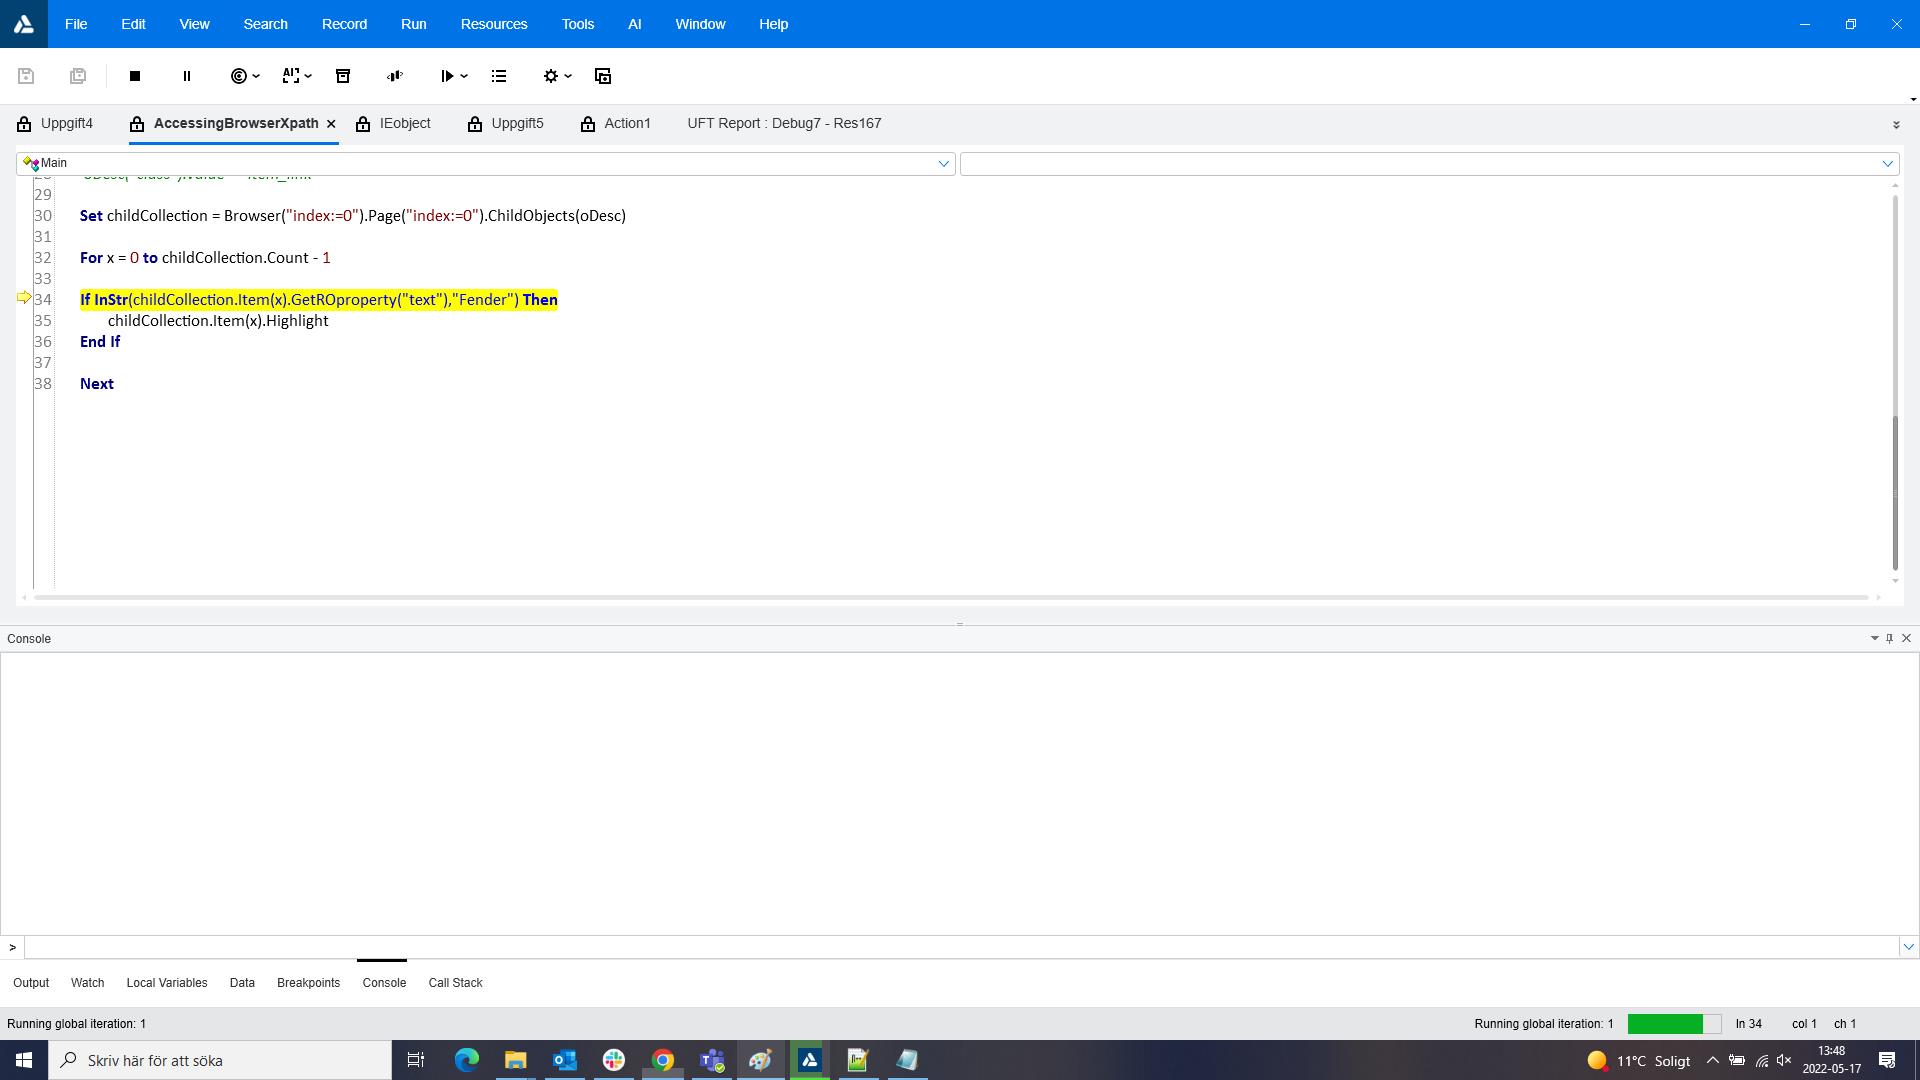 File Edit View Search Record Run Resources Tools AI Window Help
Uppgift4 AccessingBrowserXpath IEobject Uppgift5 Action1 UFT Report : Debug7 - Res167
Main
29
30 Set childCollection = Browser("index:=0").Page("index:=0").ChildObjects(oDesc)
31
32 For x = 0 to childCollection.Count - 1
33
34 If InStr(childCollection.Item(x).GetROproperty("text"),"Fender") Then
35 childCollection.Item(x).Highlight
36 End If
37
38 Next
Console
>
Output Watch Local Variables Data Breakpoints Console Call Stack
Running global iteration: 1 Running global iteration: 1 ln 34 col 1 ch 1
Skriv här för att söka 11°C Soligt 13:48
2022-05-17